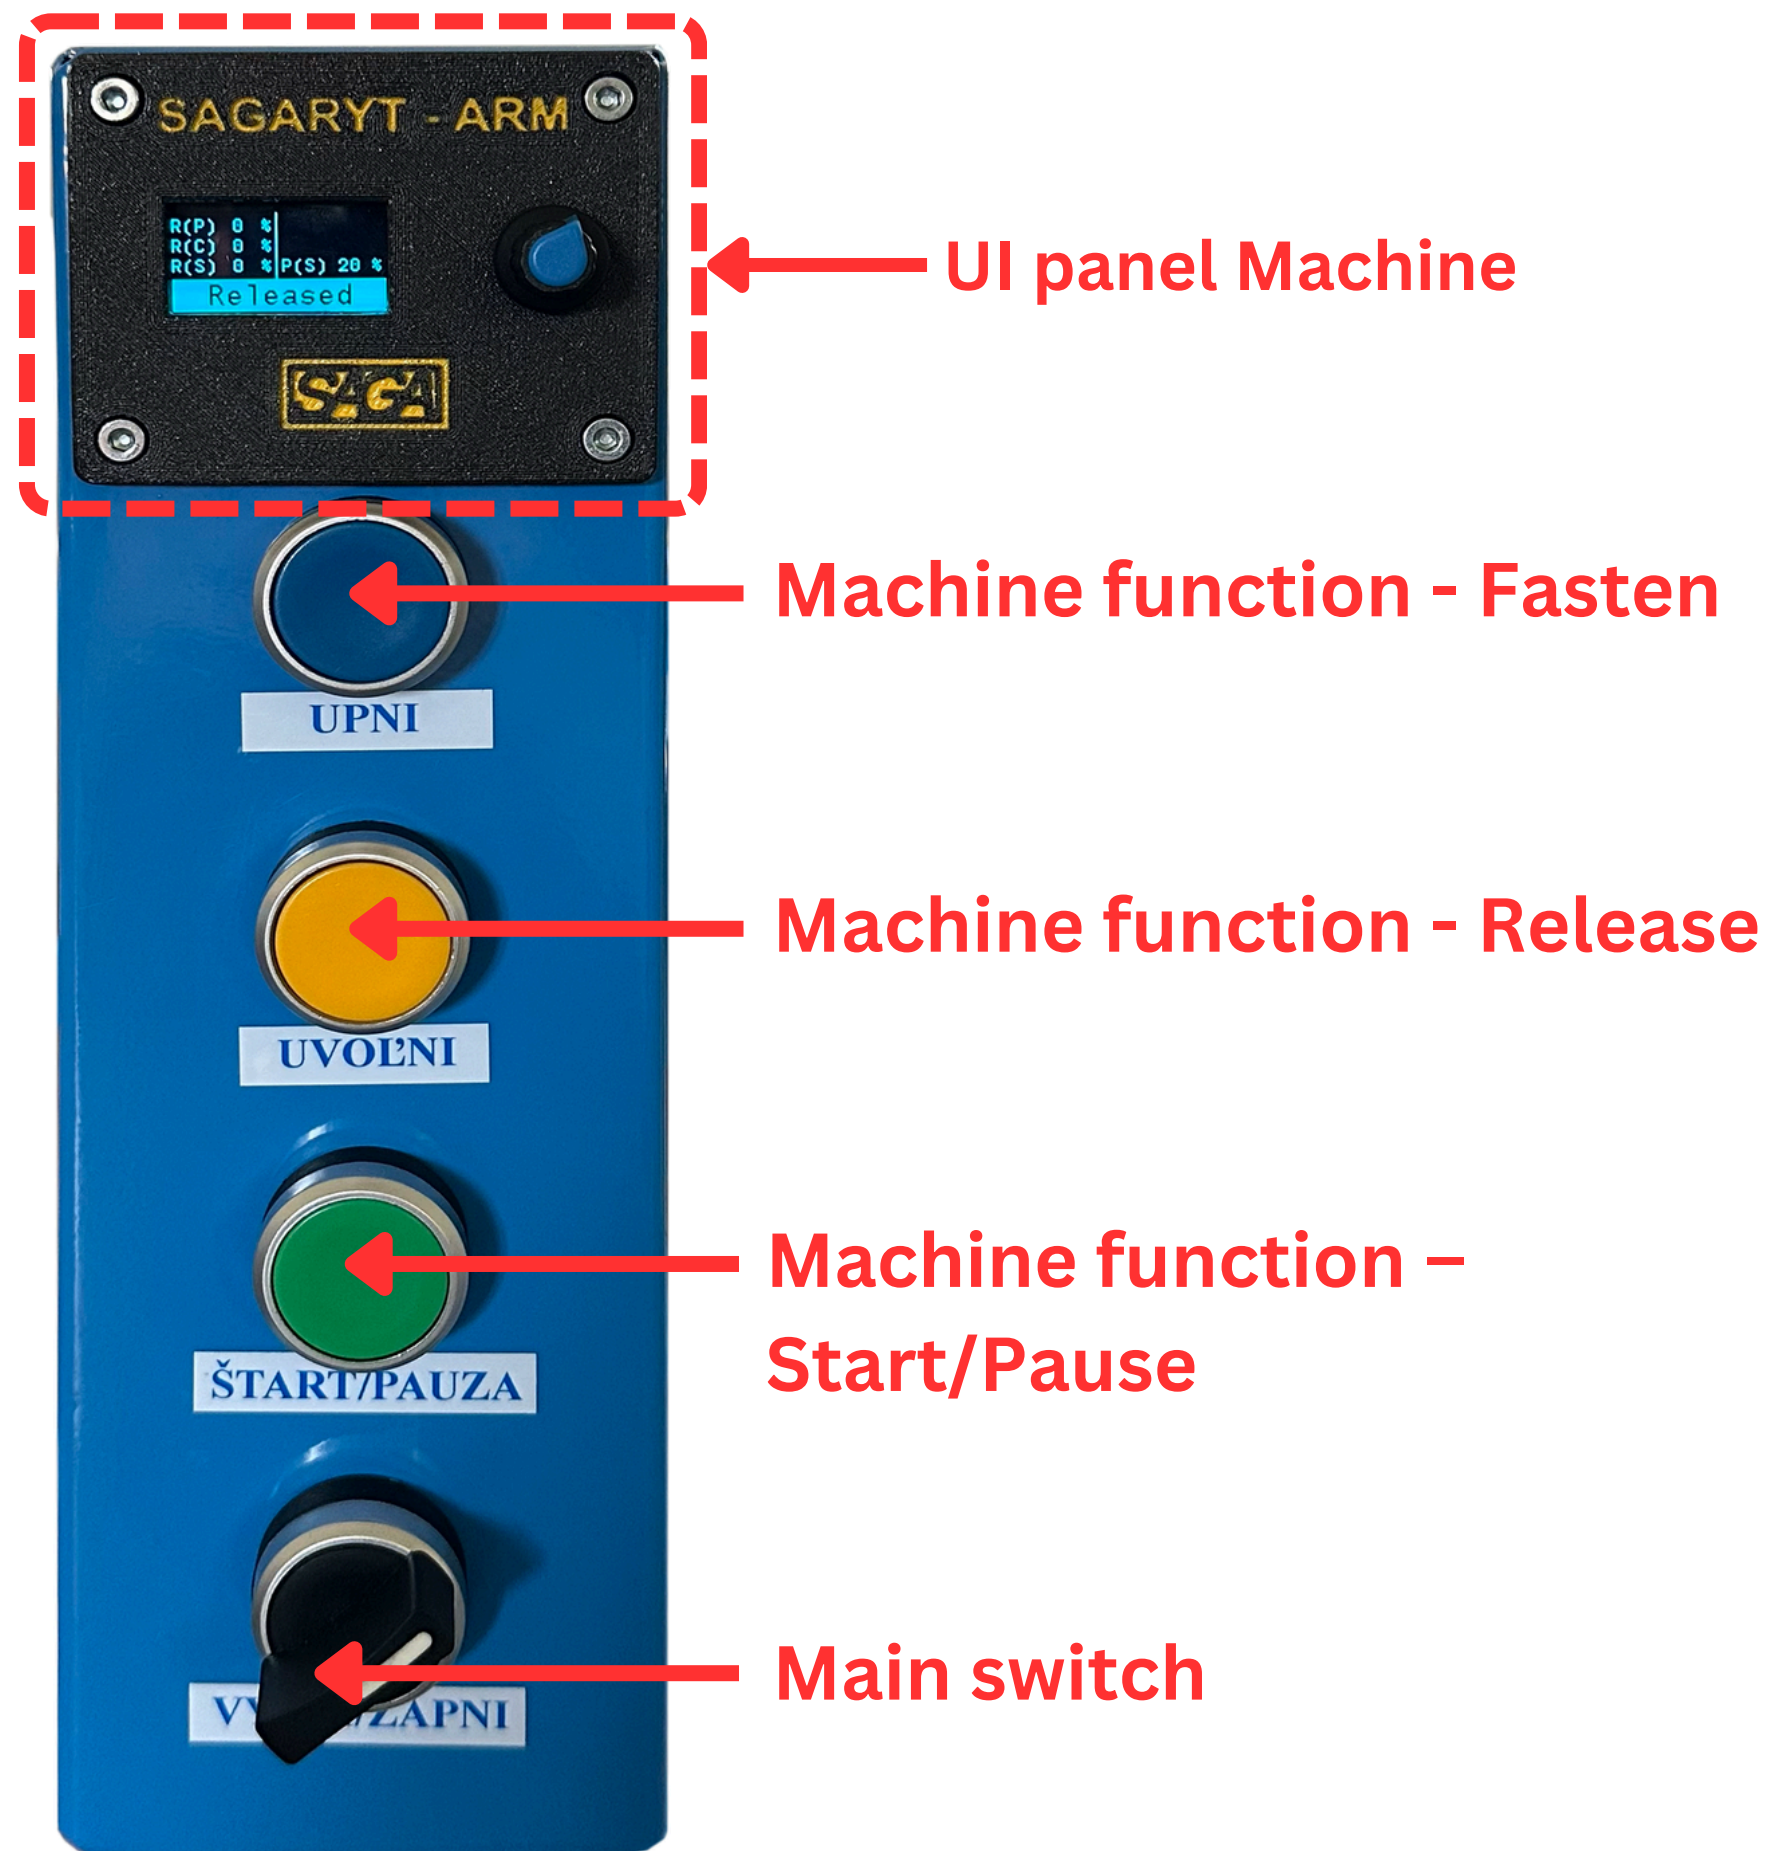 SAGARYT - ARM
R(P) 0 %
R(C) 0 %
R(S) 0 % P(S) 20 %
Released
UI panel Machine
SAGA
Machine function - Fasten
UPNI
Machine function - Release
UVOĽNI
Machine function –
Start/Pause
ŠTART/PAUZA
Main switch
/ZAPNI